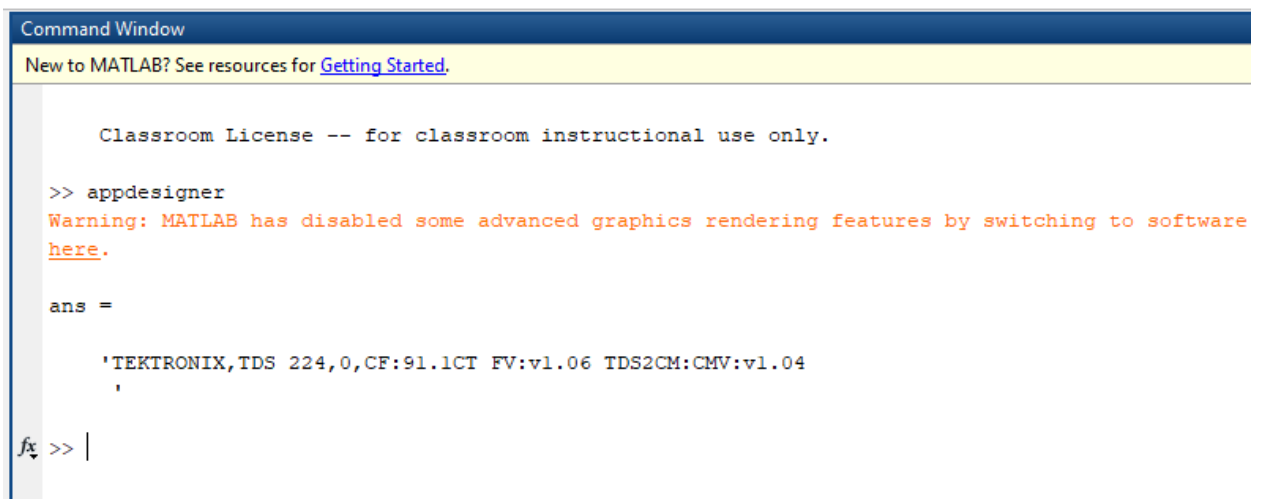 Command Window
New to MATLAB? See resources for Getting Started.
Classroom License -- for classroom instructional use only.
>> appdesigner
Warning: MATLAB has disabled some advanced graphics rendering features by switching to software
here.
ans =
'TEKTRONIX,TDS 224,0,CF:91.1CT FV:v1.06 TDS2CM:CMV:v1.04
'
fx >>